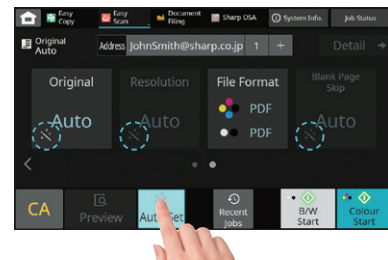 Easy Copy
Easy Scan
Document Filing
Sharp OSA
System Info.
Job Status
Original
Auto
Address JohnSmith@sharp.co.jp 1 +
Detail
Original
Auto
Resolution
Auto
File Format
PDF
PDF
Blank Page
Skip
Auto
CA
Preview
Auto Set
Recent
Jobs
B/W
Start
Colour
Start